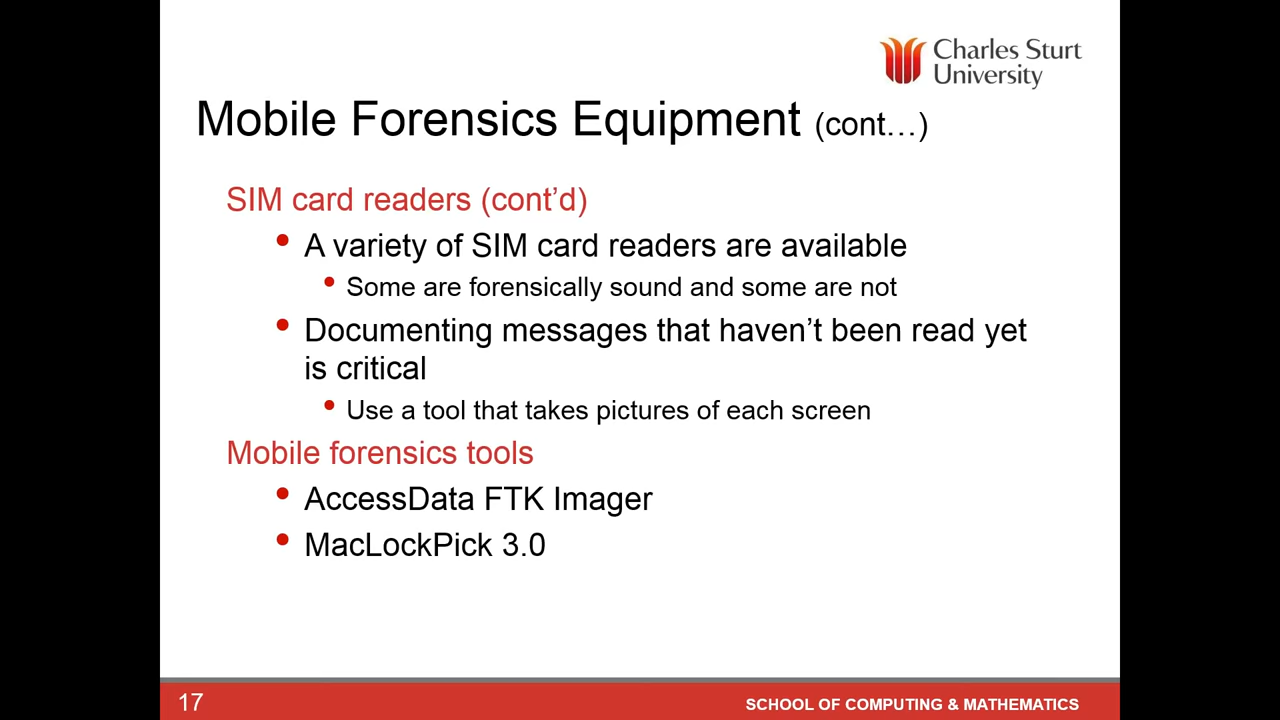 Charles Sturt
University
Mobile Forensics Equipment (cont…)
SIM card readers (cont’d)
• A variety of SIM card readers are available
• Some are forensically sound and some are not
• Documenting messages that haven’t been read yet
is critical
• Use a tool that takes pictures of each screen
Mobile forensics tools
• AccessData FTK Imager
• MacLockPick 3.0
17
SCHOOL OF COMPUTING & MATHEMATICS